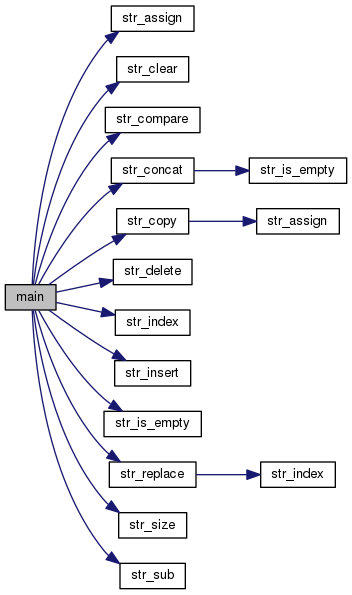 str_assign
str_clear
str_compare
str_concat
str_is_empty
str_copy
str_assign
str_delete
main
str_index
str_insert
str_is_empty
str_replace
str_index
str_size
str_sub